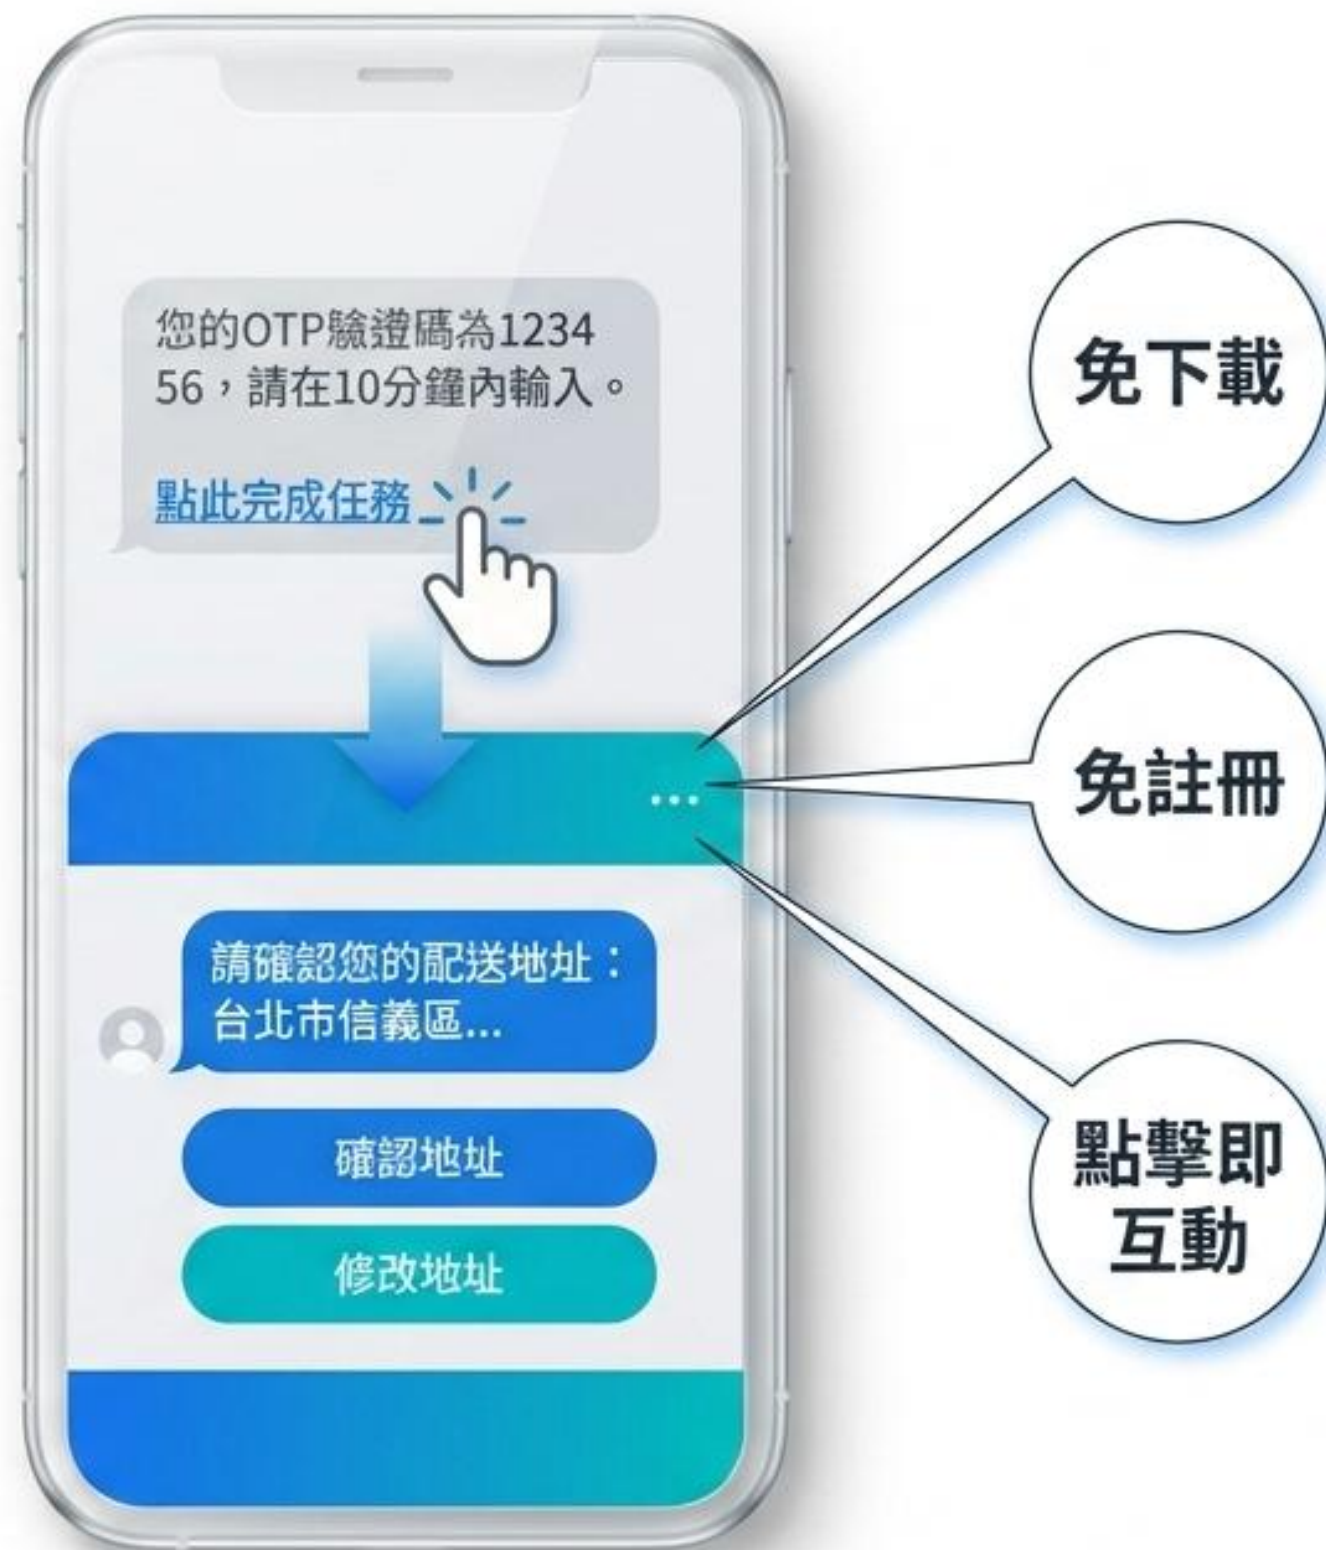 您的OTP驗證碼為1234
56，請在10分鐘內輸入。
點此完成任務
免下載
免註冊
點擊即
互動
...
請確認您的配送地址：
台北市信義區...
確認地址
修改地址